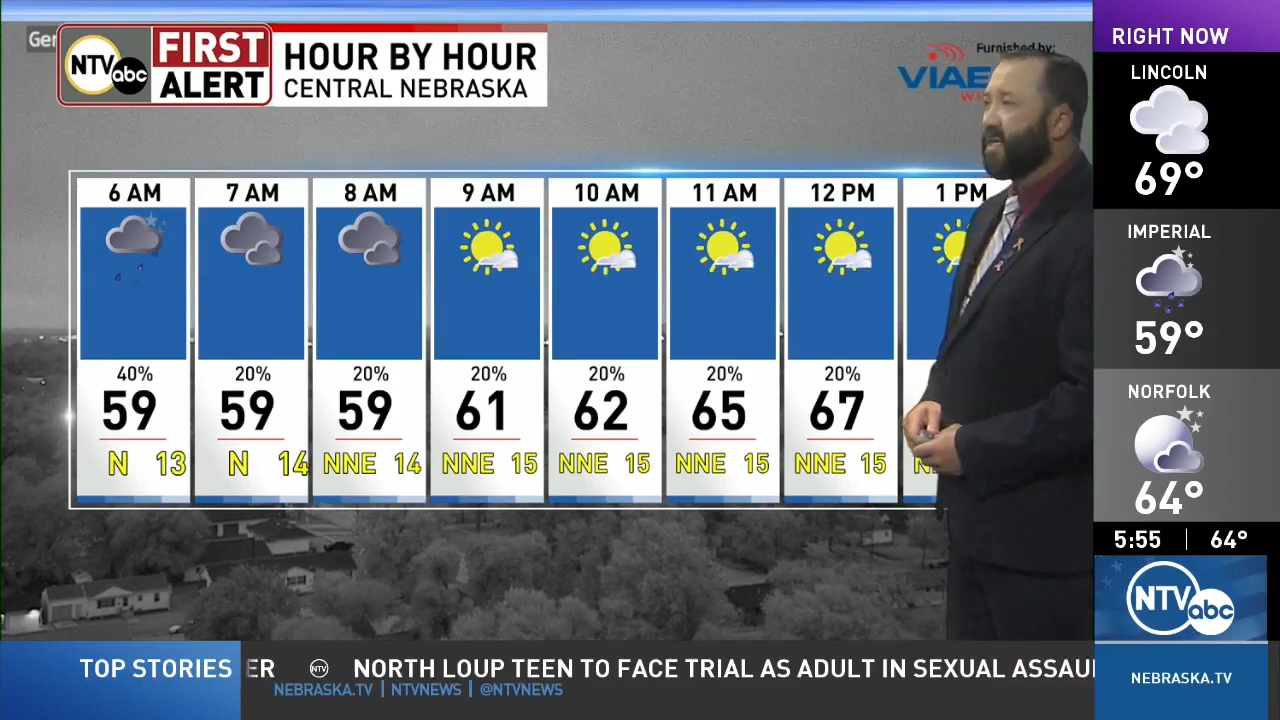 Ger
NTV abc
FIRST
ALERT
HOUR BY HOUR
CENTRAL NEBRASKA
Furnished by:
6 AM 7 AM 8 AM 9 AM 10 AM 11 AM 12 PM 1 PM
40% 20% 20% 20% 20% 20% 20%
59 59 59 61 62 65 67
N 13 N 14 NNE 14 NNE 15 NNE 15 NNE 15 NNE 15 N
RIGHT NOW
LINCOLN
69°
IMPERIAL
59°
NORFOLK
64°
5:55 | 64°
NTV abc
NEBRASKA.TV
TOP STORIES ER NTV NORTH LOUP TEEN TO FACE TRIAL AS ADULT IN SEXUAL ASSAU
NEBRASKA.TV | NTVNEWS | @NTVNEWS